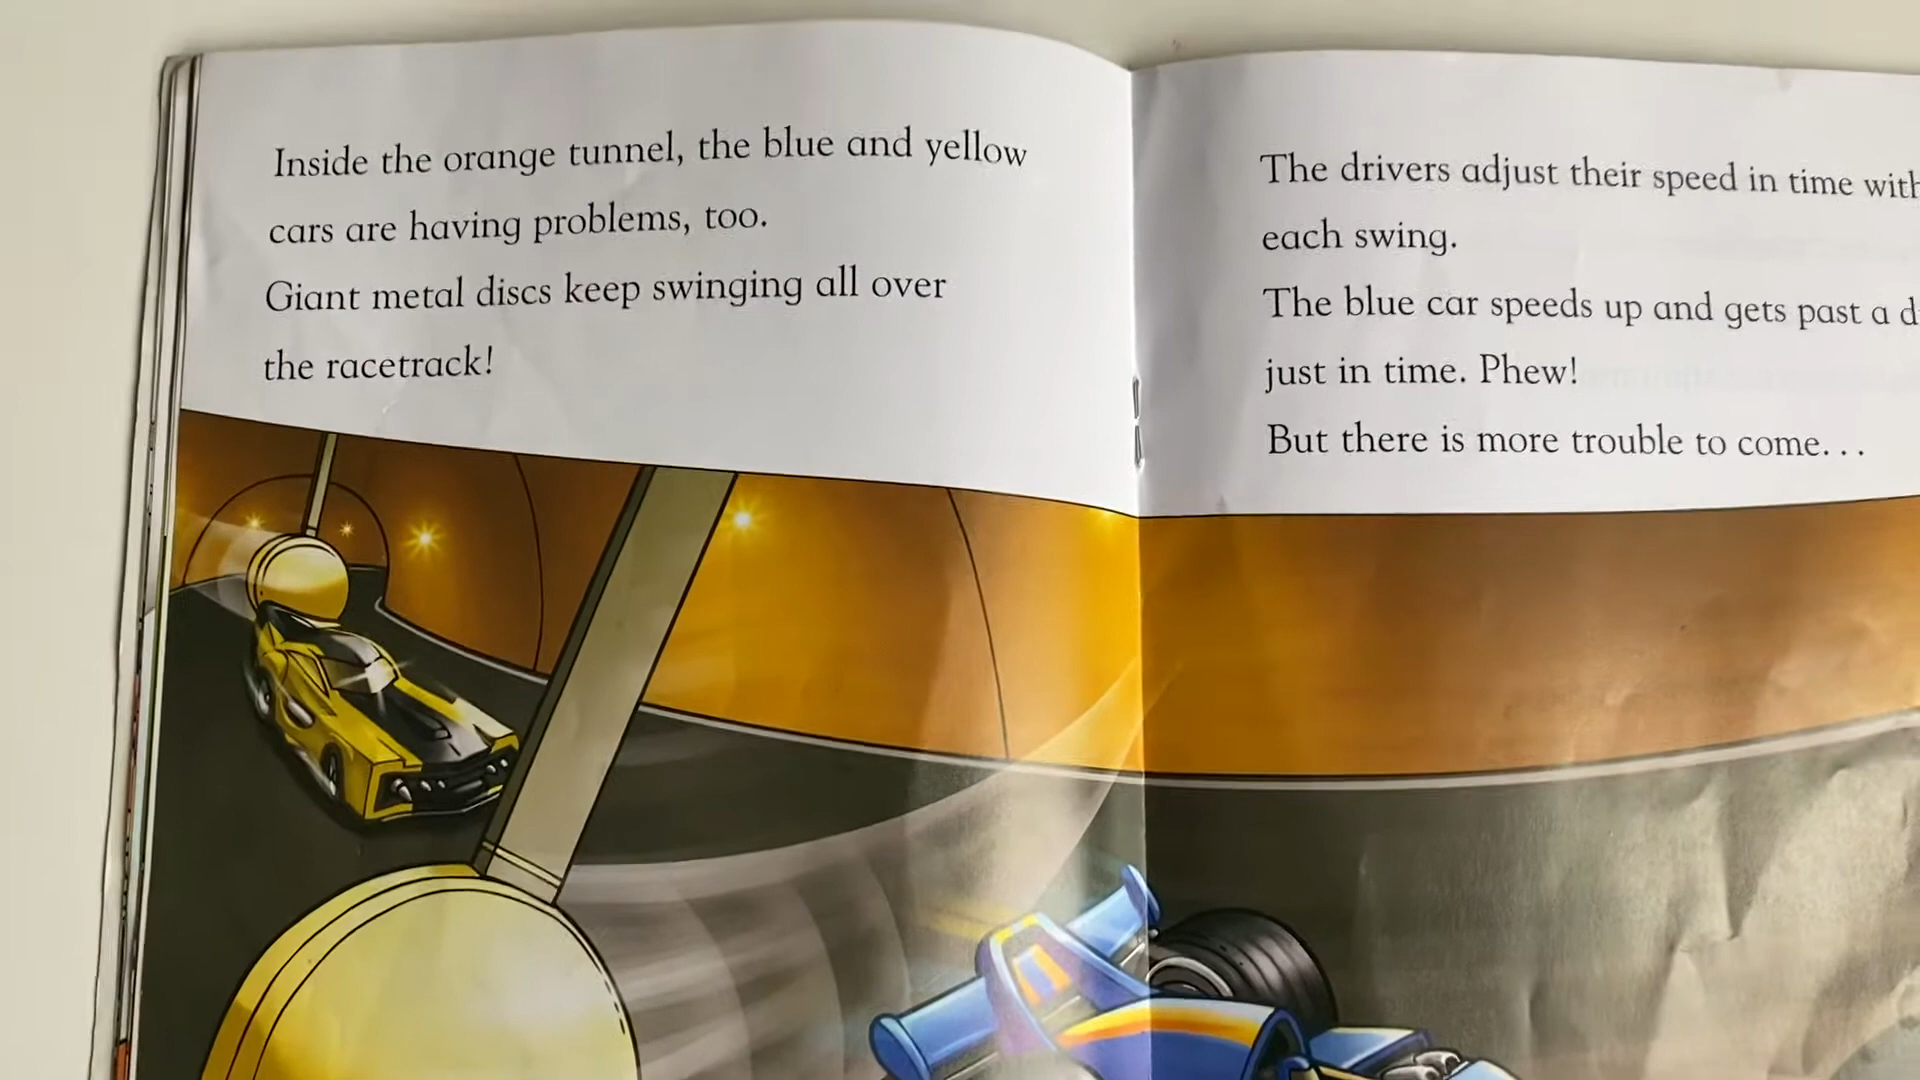 Inside the orange tunnel, the blue and yellow
cars are having problems, too.
Giant metal discs keep swinging all over
the racetrack!
The drivers adjust their speed in time with
each swing.
The blue car speeds up and gets past a
just in time. Phew!
But there is more trouble to come...